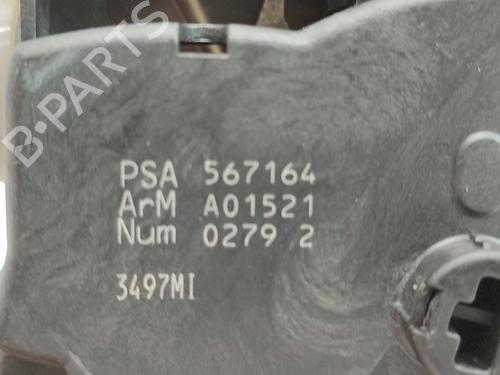 B-PARTS
PSA 567164
ArM A01521
Num 0279 2
3497MI